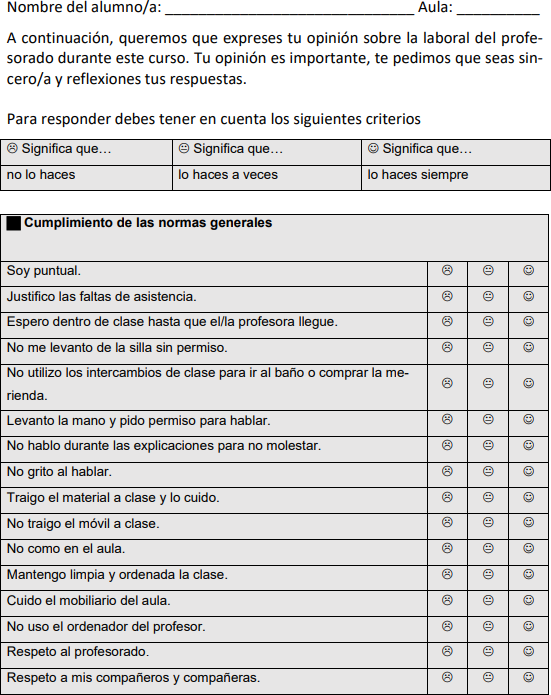 Nombre del alumno/a: ______________________________ Aula: __________
A continuación, queremos que expreses tu opinión sobre la laboral del profe-
sorado durante este curso. Tu opinión es importante, te pedimos que seas sin-
cero/a y reflexiones tus respuestas.
Para responder debes tener en cuenta los siguientes criterios
☹ Significa que… 😐 Significa que… ☺ Significa que…
no lo haces lo haces a veces lo haces siempre
Cumplimiento de las normas generales
Soy puntual. ☹ 😐 ☺
Justifico las faltas de asistencia. ☹ 😐 ☺
Espero dentro de clase hasta que el/la profesora llegue. ☹ 😐 ☺
No me levanto de la silla sin permiso. ☹ 😐 ☺
No utilizo los intercambios de clase para ir al baño o comprar la me-
rienda. ☹ 😐 ☺
Levanto la mano y pido permiso para hablar. ☹ 😐 ☺
No hablo durante las explicaciones para no molestar. ☹ 😐 ☺
No grito al hablar. ☹ 😐 ☺
Traigo el material a clase y lo cuido. ☹ 😐 ☺
No traigo el móvil a clase. ☹ 😐 ☺
No como en el aula. ☹ 😐 ☺
Mantengo limpia y ordenada la clase. ☹ 😐 ☺
Cuido el mobiliario del aula. ☹ 😐 ☺
No uso el ordenador del profesor. ☹ 😐 ☺
Respeto al profesorado. ☹ 😐 ☺
Respeto a mis compañeros y compañeras. ☹ 😐 ☺